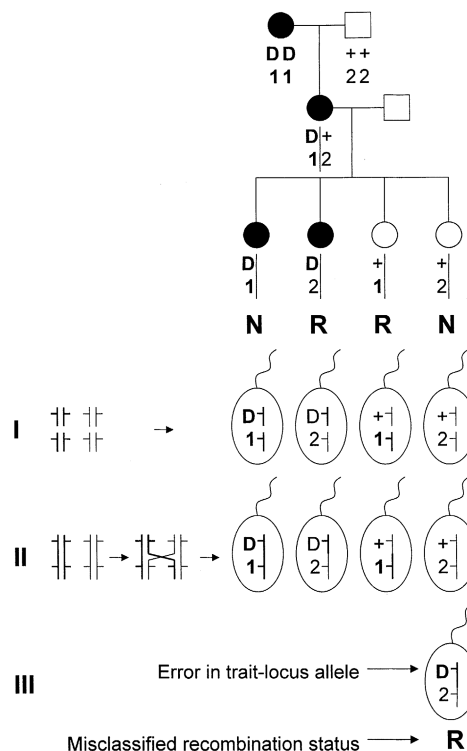 DD ++
11 22
D+
12
D D + +
1 2 1 2
N R R N
I D D + +
1 2 1 2
II D D + +
1 2 1 2
III
Error in trait-locus allele D
2
Misclassified recombination status R